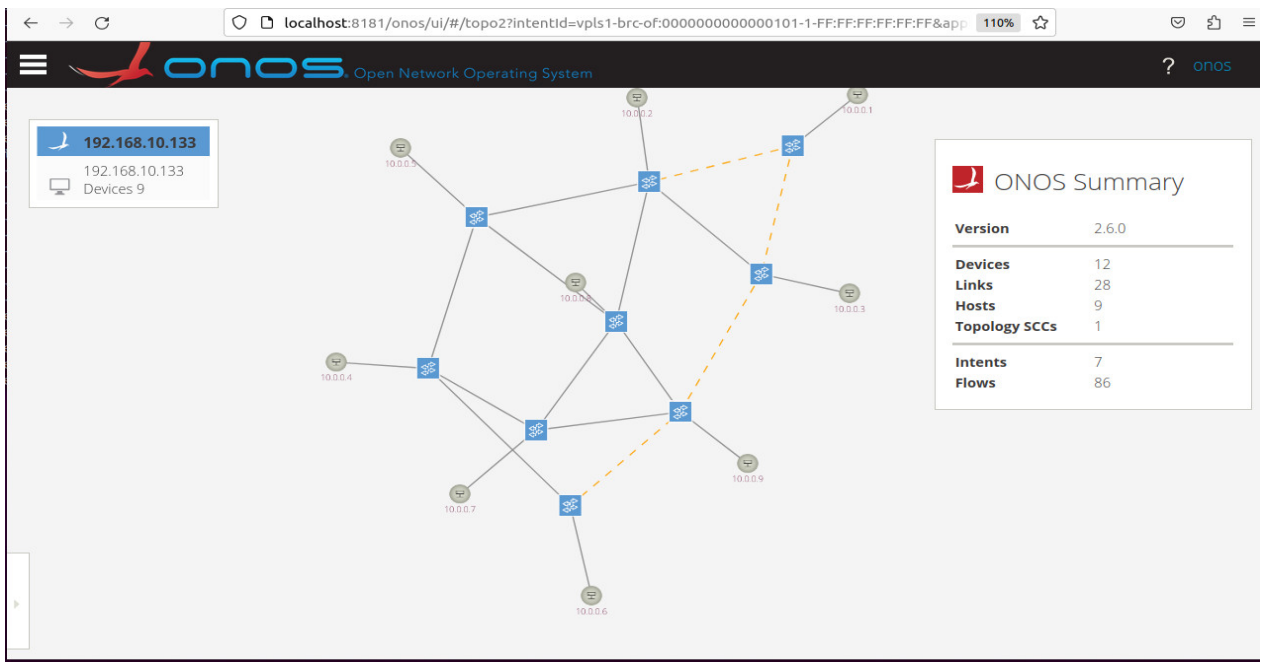 localhost:8181/onos/ui/#/topo2?intentId=vpls1-brc-of:0000000000000101-1-FF:FF:FF:FF:FF:FF&app 110%
onos. Open Network Operating System ? onos
192.168.10.133
192.168.10.133
Devices 9
10.0.0.2
10.0.0.1
10.0.0.5
10.0.0.3
10.0.0.4
10.0.0.9
10.0.0.7
10.0.0.6
ONOS Summary
Version 2.6.0
Devices 12
Links 28
Hosts 9
Topology SCCs 1
Intents 7
Flows 86